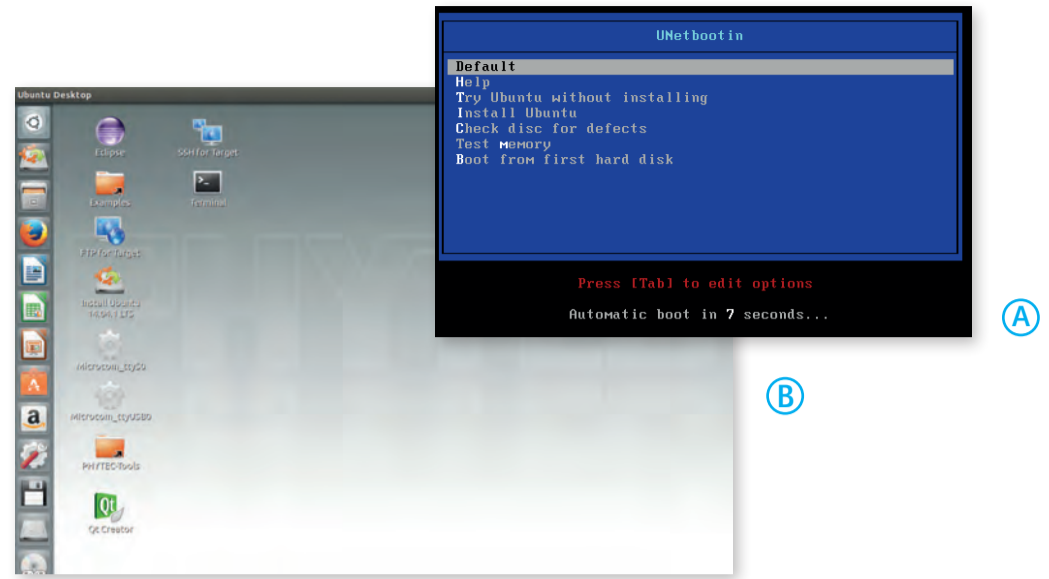 UNetbootin
Default
Help
Try Ubuntu without installing
Install Ubuntu
Check disc for defects
Test memory
Boot from first hard disk
Press [Tab] to edit options
Automatic boot in 7 seconds...
A
B
Ubuntu Desktop
Eclipse
SSH for Target
Examples
Terminal
FTP for Target
Install Ubuntu
14.04.1 LTS
Microcom_ttyS0
Microcom_ttyUSB0
PHYTEC-Tools
Qt Creator